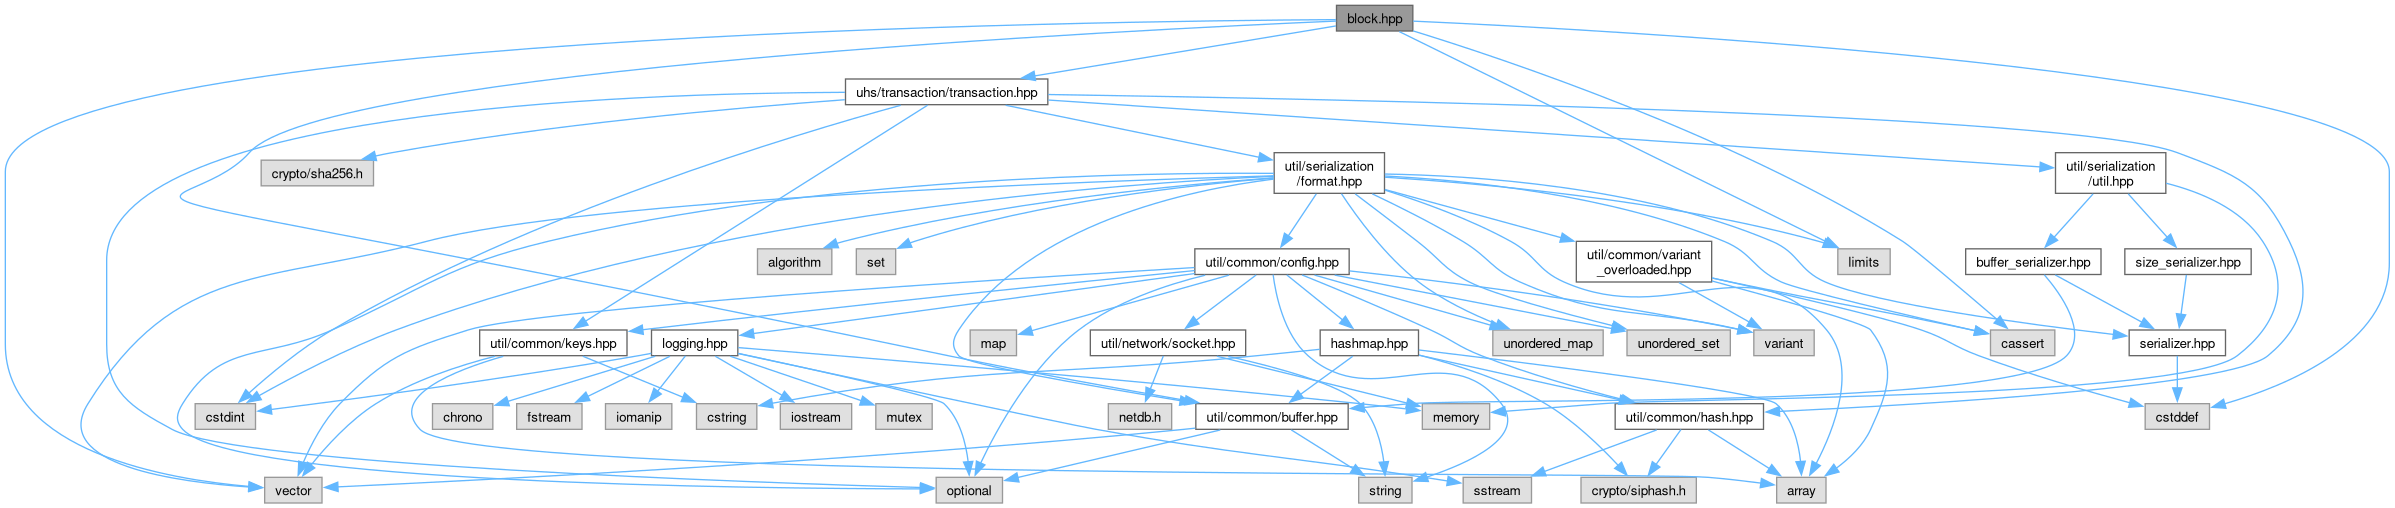 block.hpp
uhs/transaction/transaction.hpp
crypto/sha256.h
util/serialization
/format.hpp
util/serialization
/util.hpp
algorithm
set
util/common/config.hpp
util/common/variant
_overloaded.hpp
limits
buffer_serializer.hpp
size_serializer.hpp
util/common/keys.hpp
logging.hpp
map
util/network/socket.hpp
hashmap.hpp
unordered_map
unordered_set
variant
cassert
serializer.hpp
cstdint
chrono
fstream
iomanip
cstring
iostream
mutex
netdb.h
util/common/buffer.hpp
memory
util/common/hash.hpp
cstddef
vector
optional
string
sstream
crypto/siphash.h
array